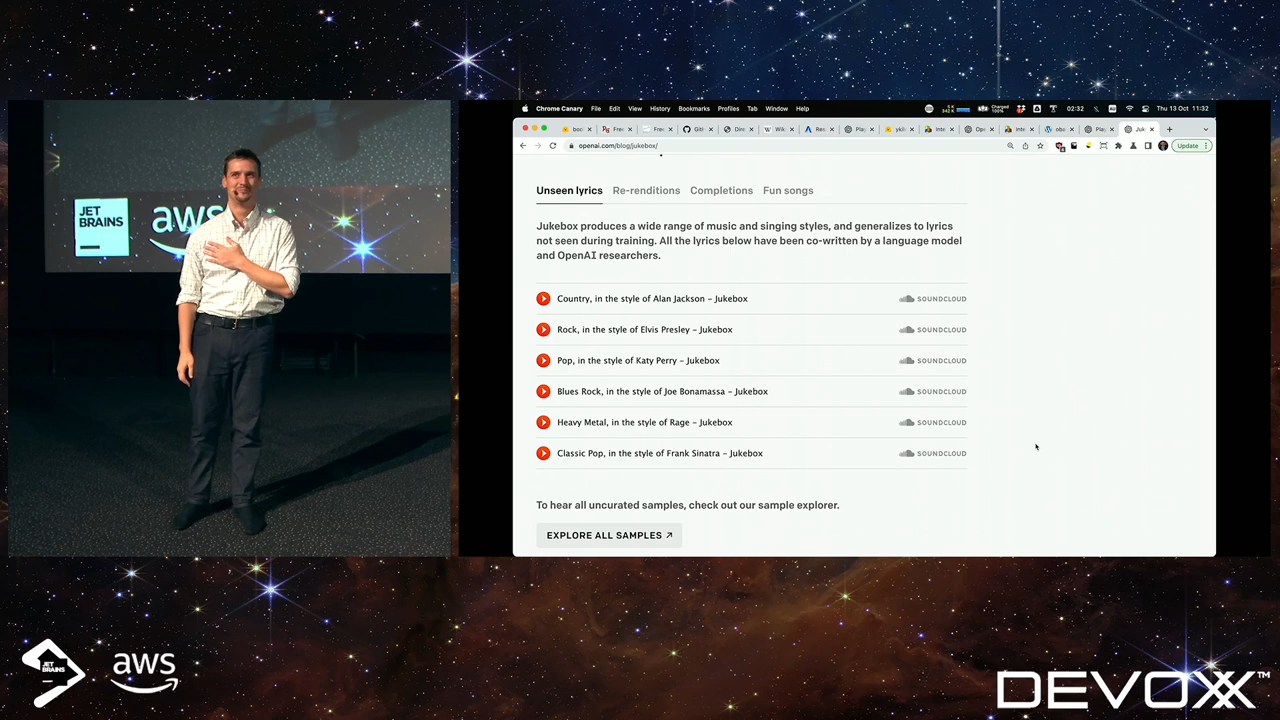 JET
BRAINS
aws
Chrome Canary File Edit View History Bookmarks Profiles Tab Window Help
02:32
Thu 13 Oct 11:32
openai.com/blog/jukebox/
Update
Unseen lyrics Re-renditions Completions Fun songs
Jukebox produces a wide range of music and singing styles, and generalizes to lyrics
not seen during training. All the lyrics below have been co-written by a language model
and OpenAI researchers.
Country, in the style of Alan Jackson – Jukebox SOUNDCLOUD
Rock, in the style of Elvis Presley – Jukebox SOUNDCLOUD
Pop, in the style of Katy Perry – Jukebox SOUNDCLOUD
Blues Rock, in the style of Joe Bonamassa – Jukebox SOUNDCLOUD
Heavy Metal, in the style of Rage – Jukebox SOUNDCLOUD
Classic Pop, in the style of Frank Sinatra – Jukebox SOUNDCLOUD
To hear all uncurated samples, check out our sample explorer.
EXPLORE ALL SAMPLES ↗
JET
BRAINS
aws
DEVOXX™